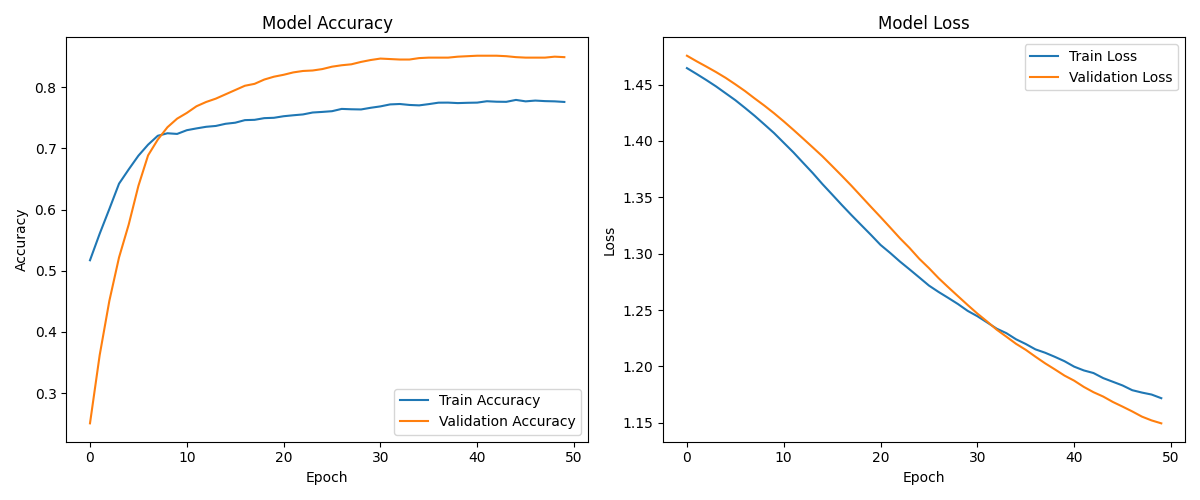 Model Accuracy
Accuracy
0.8
0.7
0.6
0.5
0.4
0.3
0 10 20 30 40 50
Epoch
Train Accuracy
Validation Accuracy
Model Loss
Loss
1.45
1.40
1.35
1.30
1.25
1.20
1.15
0 10 20 30 40 50
Epoch
Train Loss
Validation Loss